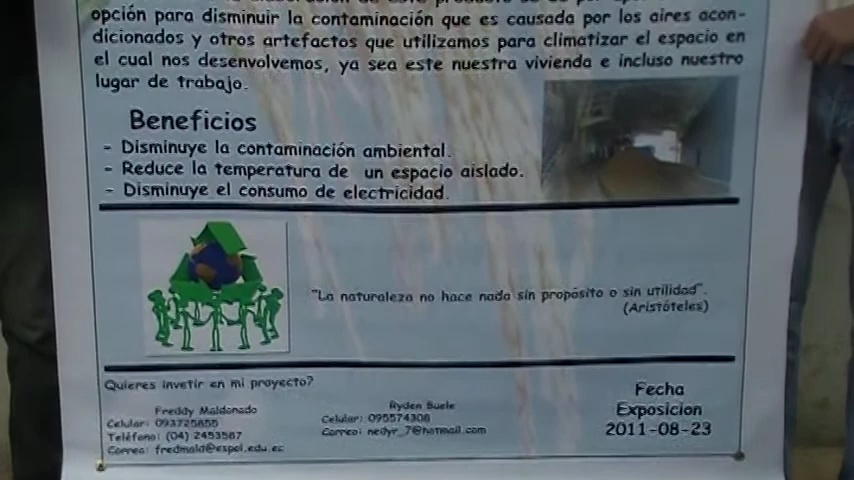 opción para disminuir la contaminación que es causada por los aires acon-
dicionados y otros artefactos que utilizamos para climatizar el espacio en
el cual nos desenvolvemos, ya sea este nuestra vivienda e incluso nuestro
lugar de trabajo.
Beneficios
- Disminuye la contaminación ambiental.
- Reduce la temperatura de un espacio aislado.
- Disminuye el consumo de electricidad.
"La naturaleza no hace nada sin propósito o sin utilidad".
(Aristóteles)
Quieres invetir en mi proyecto?
Freddy Maldonado
Celular: 093725855
Teléfono: (04) 2453567
Correo: fredmald@espol.edu.ec
Ryden Buele
Celular: 095574308
Correo: nedyr_7@hotmail.com
Fecha
Exposicion
2011-08-23